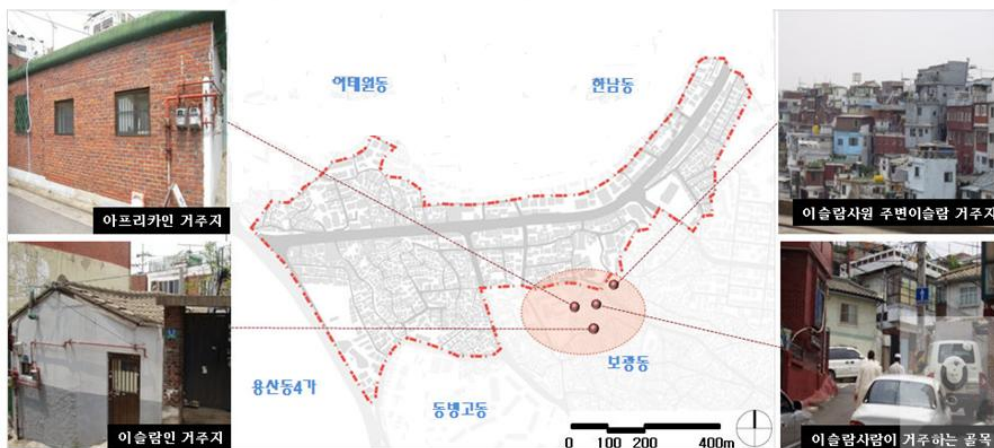 이태원동
한남동
아프리카인 거주지
이슬람사원 주변이슬람 거주지
보광동
용산동4가
동빙고동
이슬람인 거주지
0 100 200 400m
이슬람사람이 거주하는 골목